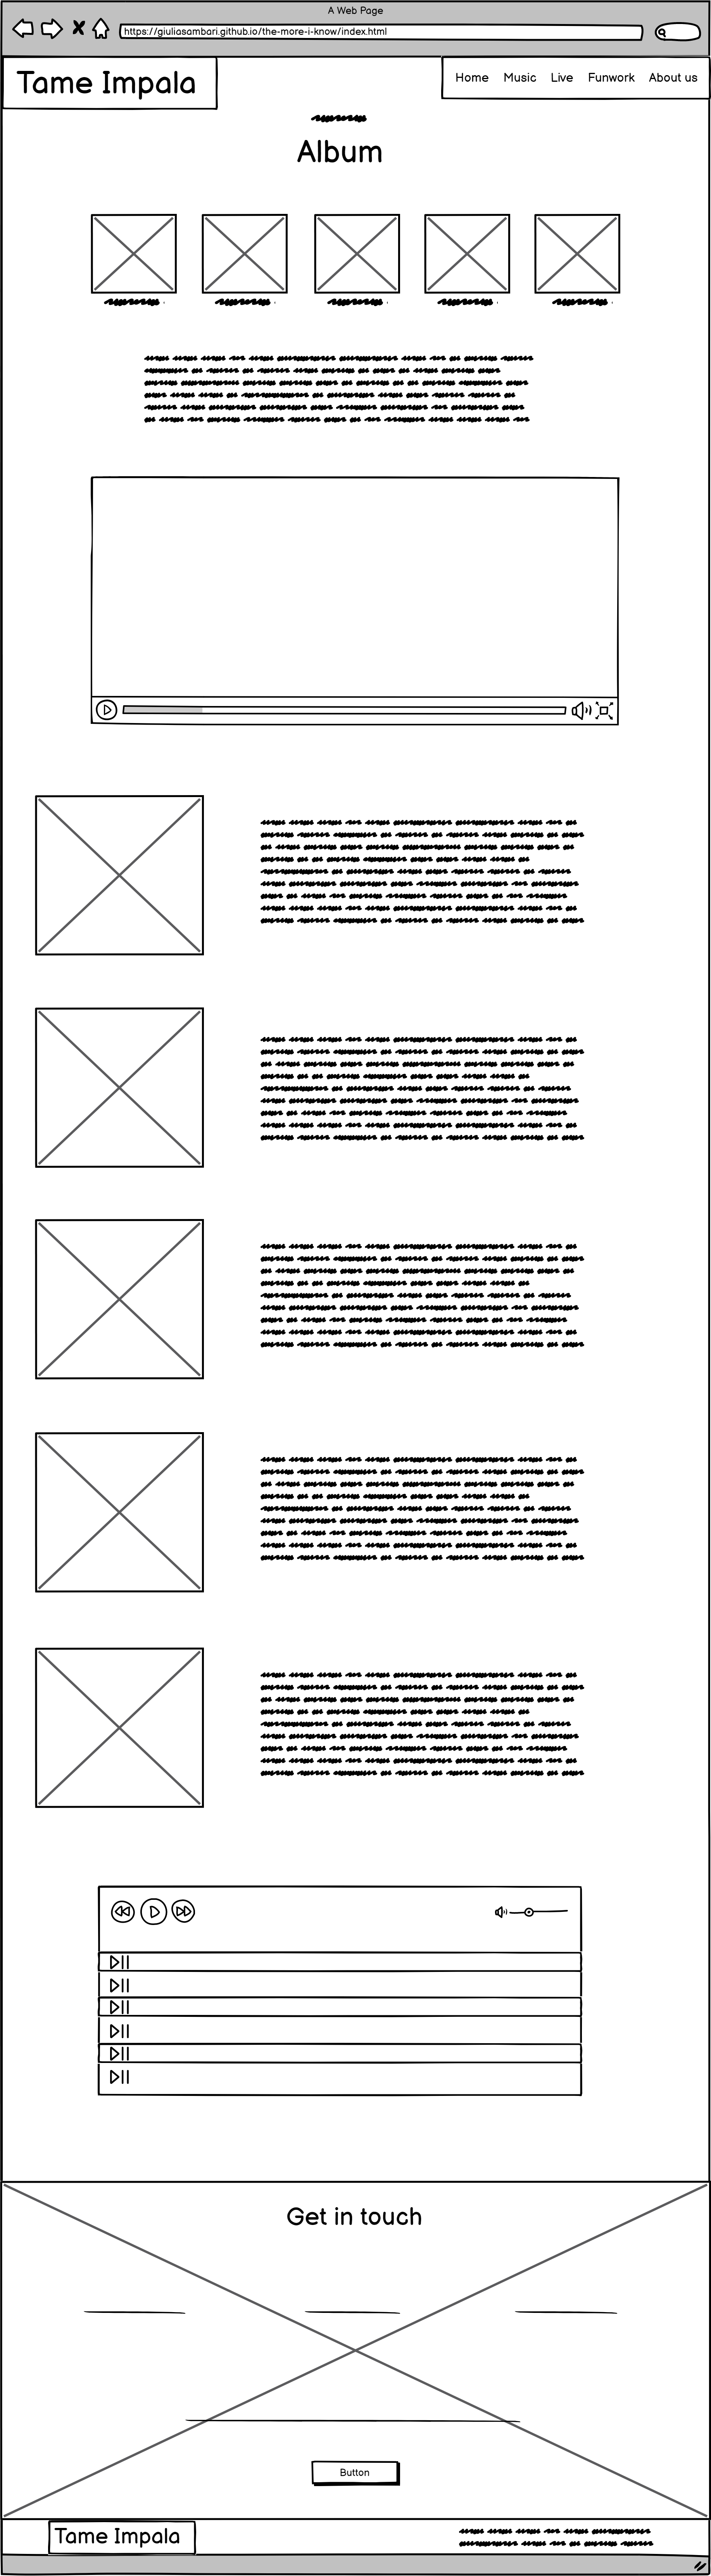 A Web Page
https://giuliasambari.github.io/the-more-i-know/index.html
Tame Impala
Home Music Live Funwork About us
Album
Get in touch
Button
Tame Impala